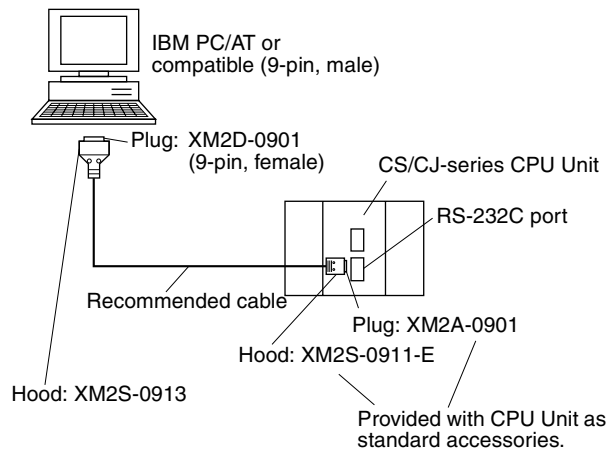 IBM PC/AT or
compatible (9-pin, male)
Plug: XM2D-0901
(9-pin, female)
CS/CJ-series CPU Unit
RS-232C port
Recommended cable
Plug: XM2A-0901
Hood: XM2S-0911-E
Hood: XM2S-0913
Provided with CPU Unit as
standard accessories.